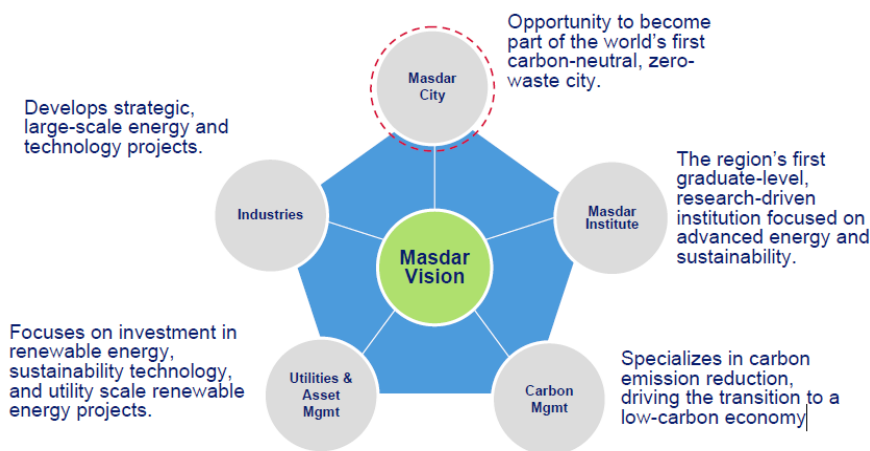 Opportunity to become
part of the world's first
carbon-neutral, zero-
waste city.
Masdar
City
Develops strategic,
large-scale energy and
technology projects.
The region's first
graduate-level,
research-driven
institution focused on
advanced energy and
sustainability.
Industries
Masdar
Institute
Masdar
Vision
Focuses on investment in
renewable energy,
sustainability technology,
and utility scale renewable
energy projects.
Utilities &
Asset
Mgmt
Carbon
Mgmt
Specializes in carbon
emission reduction,
driving the transition to a
low-carbon economy